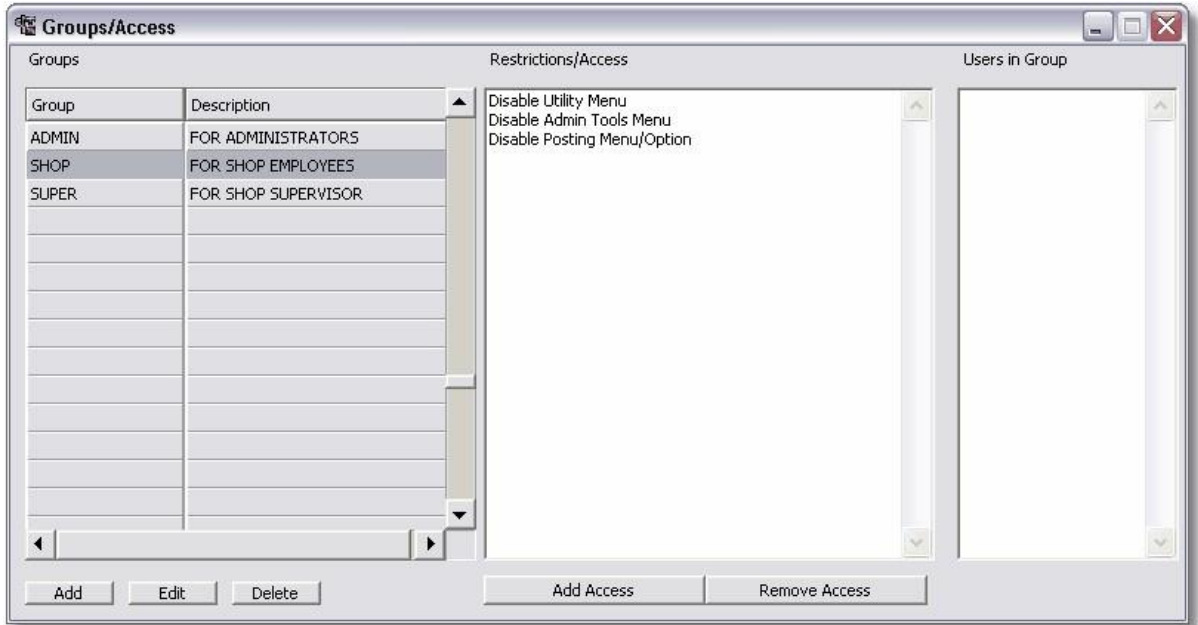 Groups/Access
Groups
Restrictions/Access
Users in Group
Group Description
ADMIN FOR ADMINISTRATORS
SHOP FOR SHOP EMPLOYEES
SUPER FOR SHOP SUPERVISOR
Disable Utility Menu
Disable Admin Tools Menu
Disable Posting Menu/Option
Add Edit Delete
Add Access Remove Access